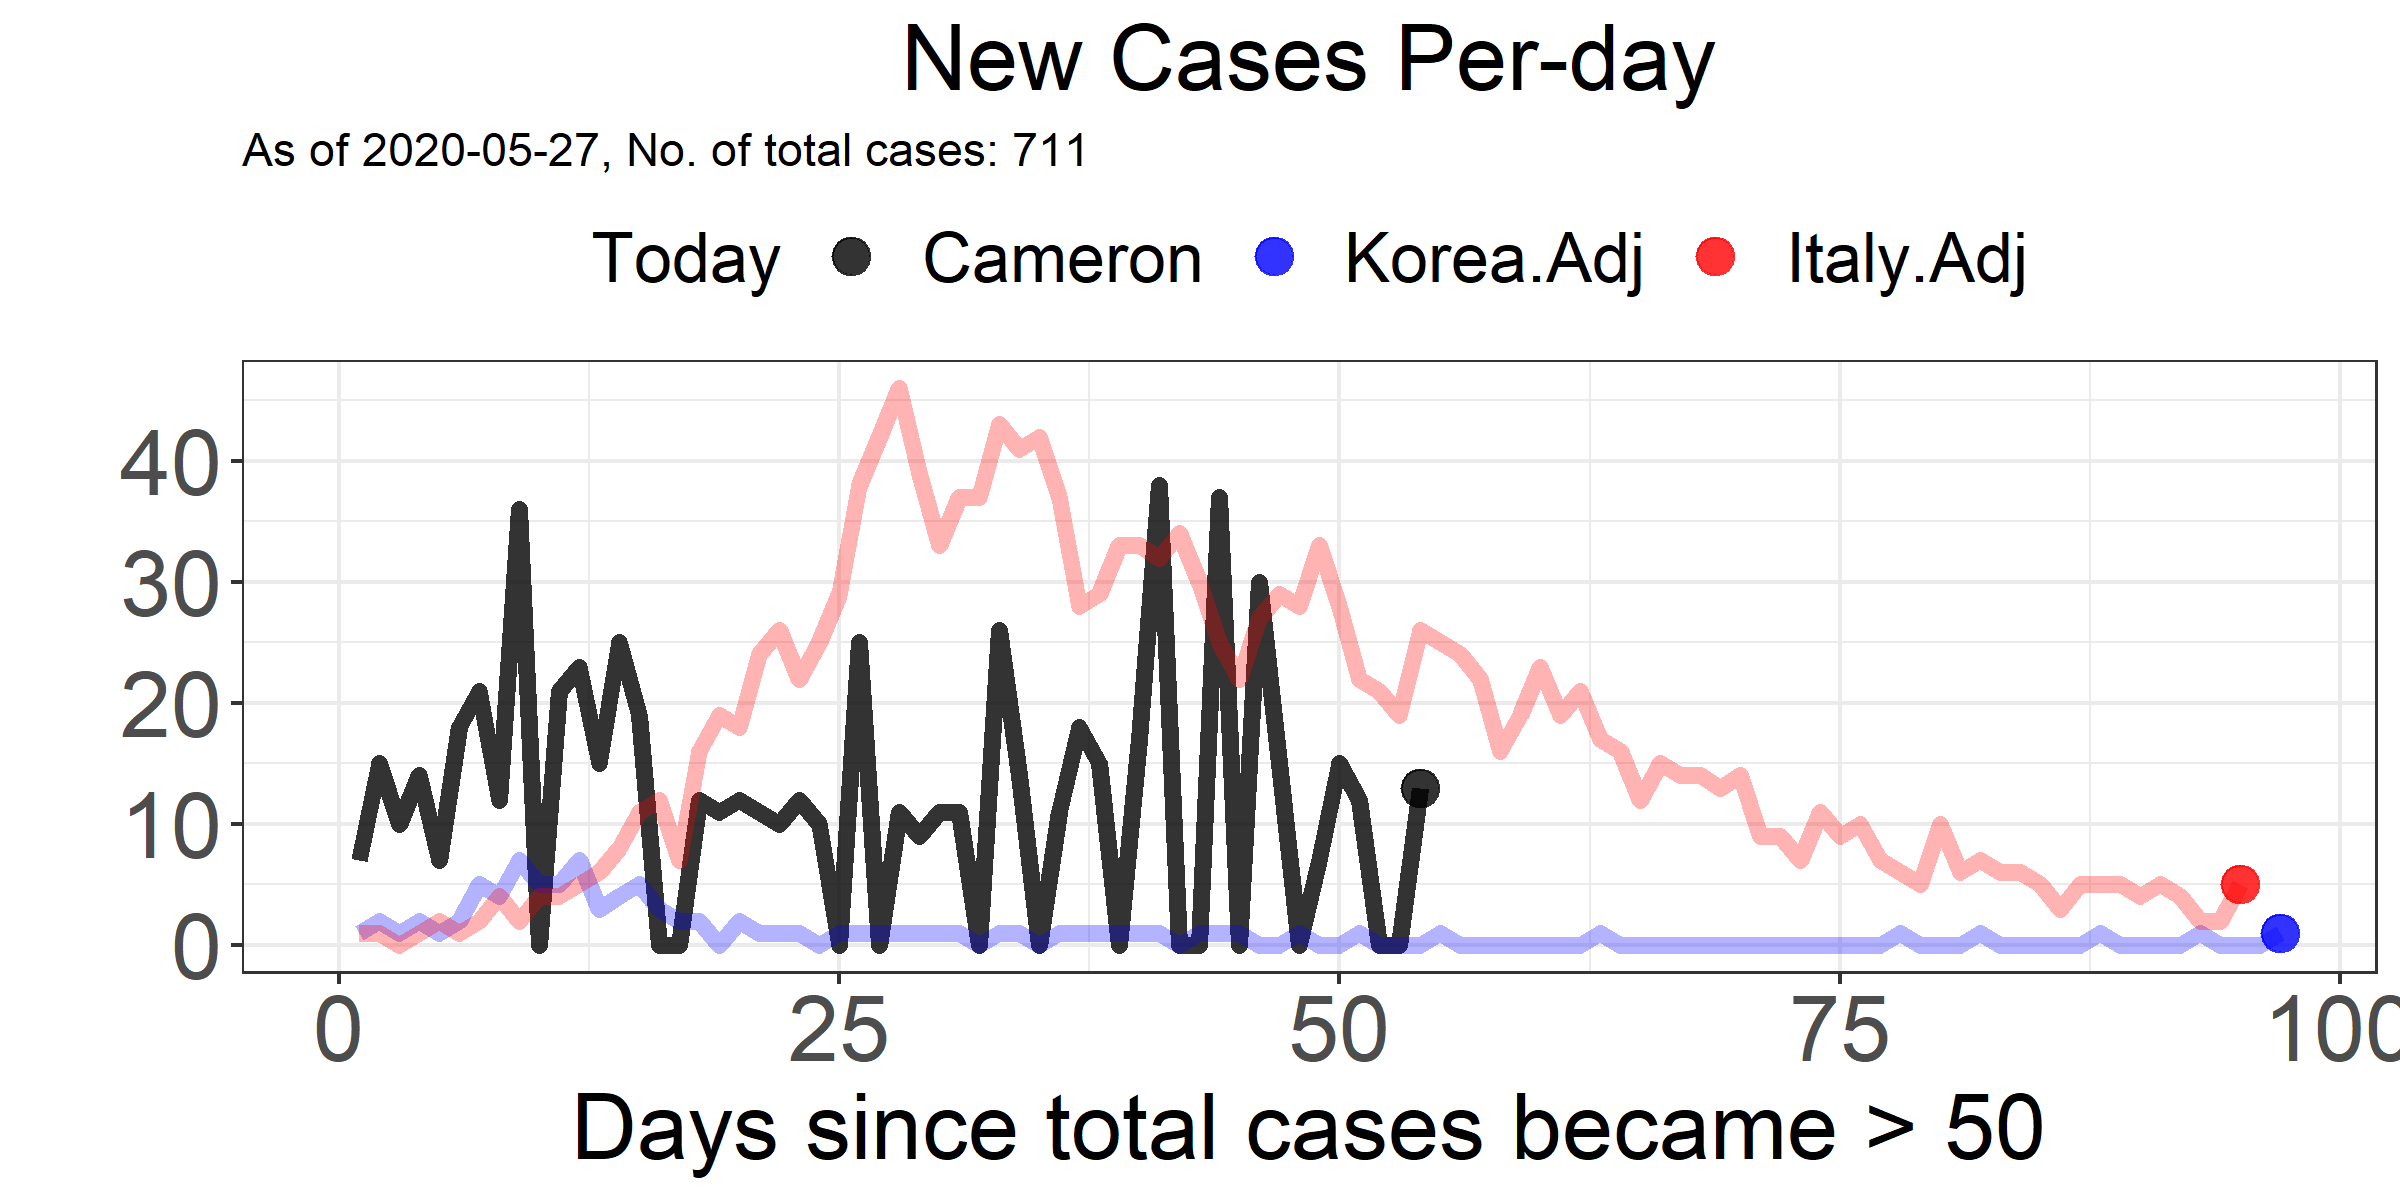 New Cases Per-day
As of 2020-05-27, No. of total cases: 711
Today Cameron Korea.Adj Italy.Adj
40
30
20
10
0
0 25 50 75 100
Days since total cases became > 50